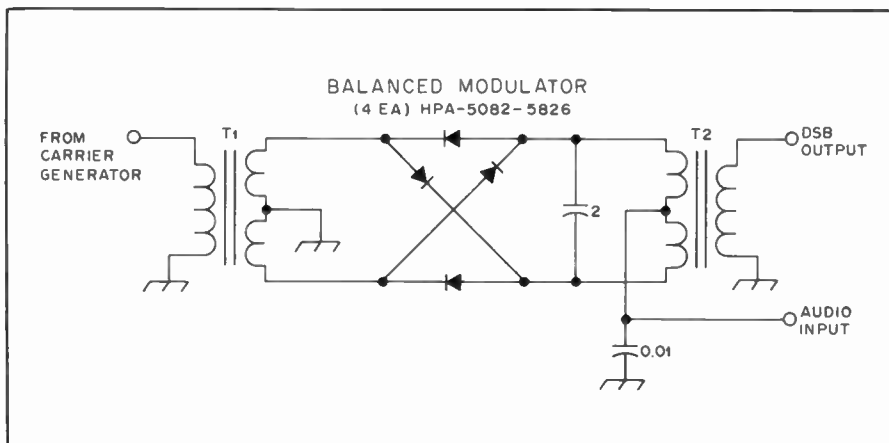 BALANCED MODULATOR
(4 EA) HPA-5082-5826
FROM
CARRIER
GENERATOR
T1
T2
DSB
OUTPUT
2
AUDIO
INPUT
0.01